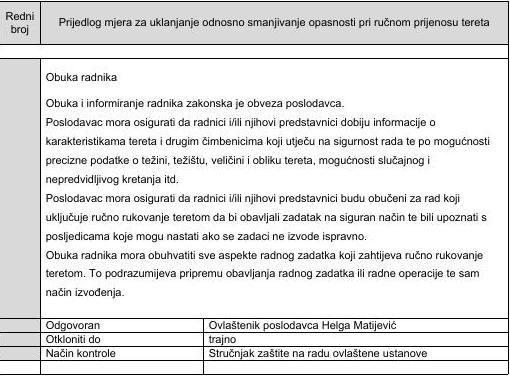 Redni
broj
Prijedlog mjera za uklanjanje odnosno smanjivanje opasnosti pri ručnom prijenosu tereta
Obuka radnika
Obuka i informiranje radnika zakonska je obveza poslodavca.
Poslodavac mora osigurati da radnici i/ili njihovi predstavnici dobiju informacije o
karakteristikama tereta i drugim čimbenicima koji utječu na sigurnost rada te po mogućnosti
precizne podatke o težini, težištu, veličini i obliku tereta, mogućnosti slučajnog i
nepredvidljivog kretanja itd.
Poslodavac mora osigurati da radnici i/ili njihovi predstavnici budu obučeni za rad koji
uključuje ručno rukovanje teretom da bi obavljali zadatak na siguran način te bili upoznati s
posljedicama koje mogu nastati ako se zadaci ne izvode ispravno.
Obuka radnika mora obuhvatiti sve aspekte radnog zadatka koji zahtijeva ručno rukovanje
teretom. To podrazumijeva pripremu obavljanja radnog zadatka ili radne operacije te sam
način izvođenja.
Odgovoran Ovlaštenik poslodavca Helga Matijević
Otkloniti do trajno
Način kontrole Stručnjak zaštite na radu ovlaštene ustanove